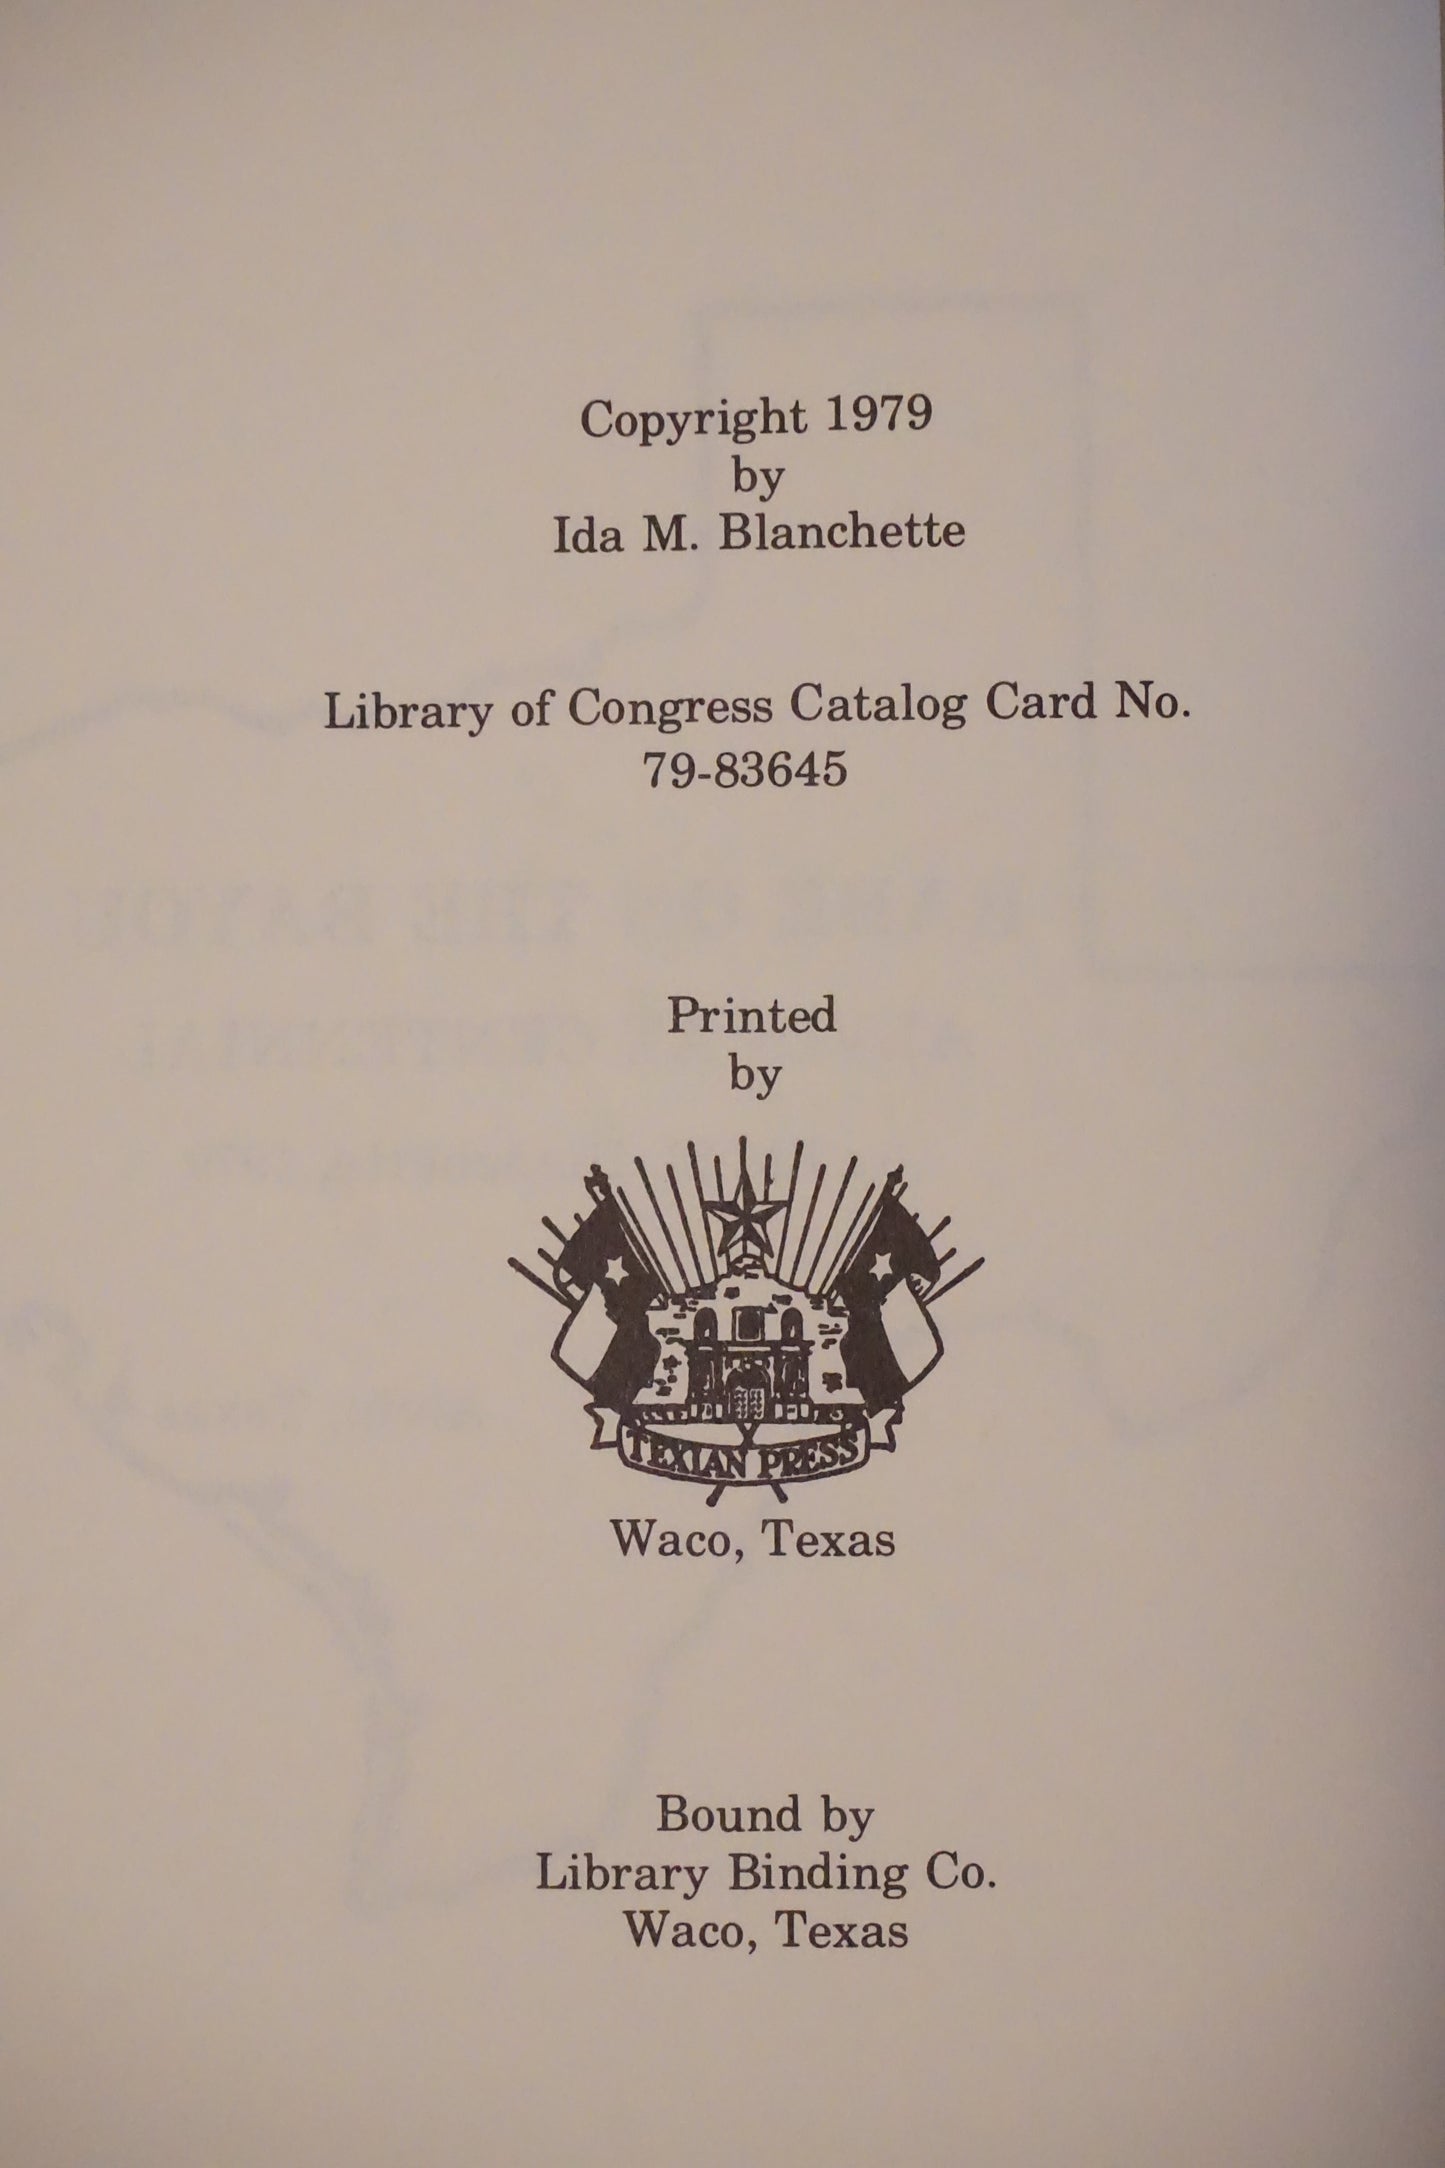 Copyright 1979
by
Ida M. Blanchette
Library of Congress Catalog Card No.
79-83645
Printed
by
TEXIAN PRESS
Waco, Texas
Bound by
Library Binding Co.
Waco, Texas